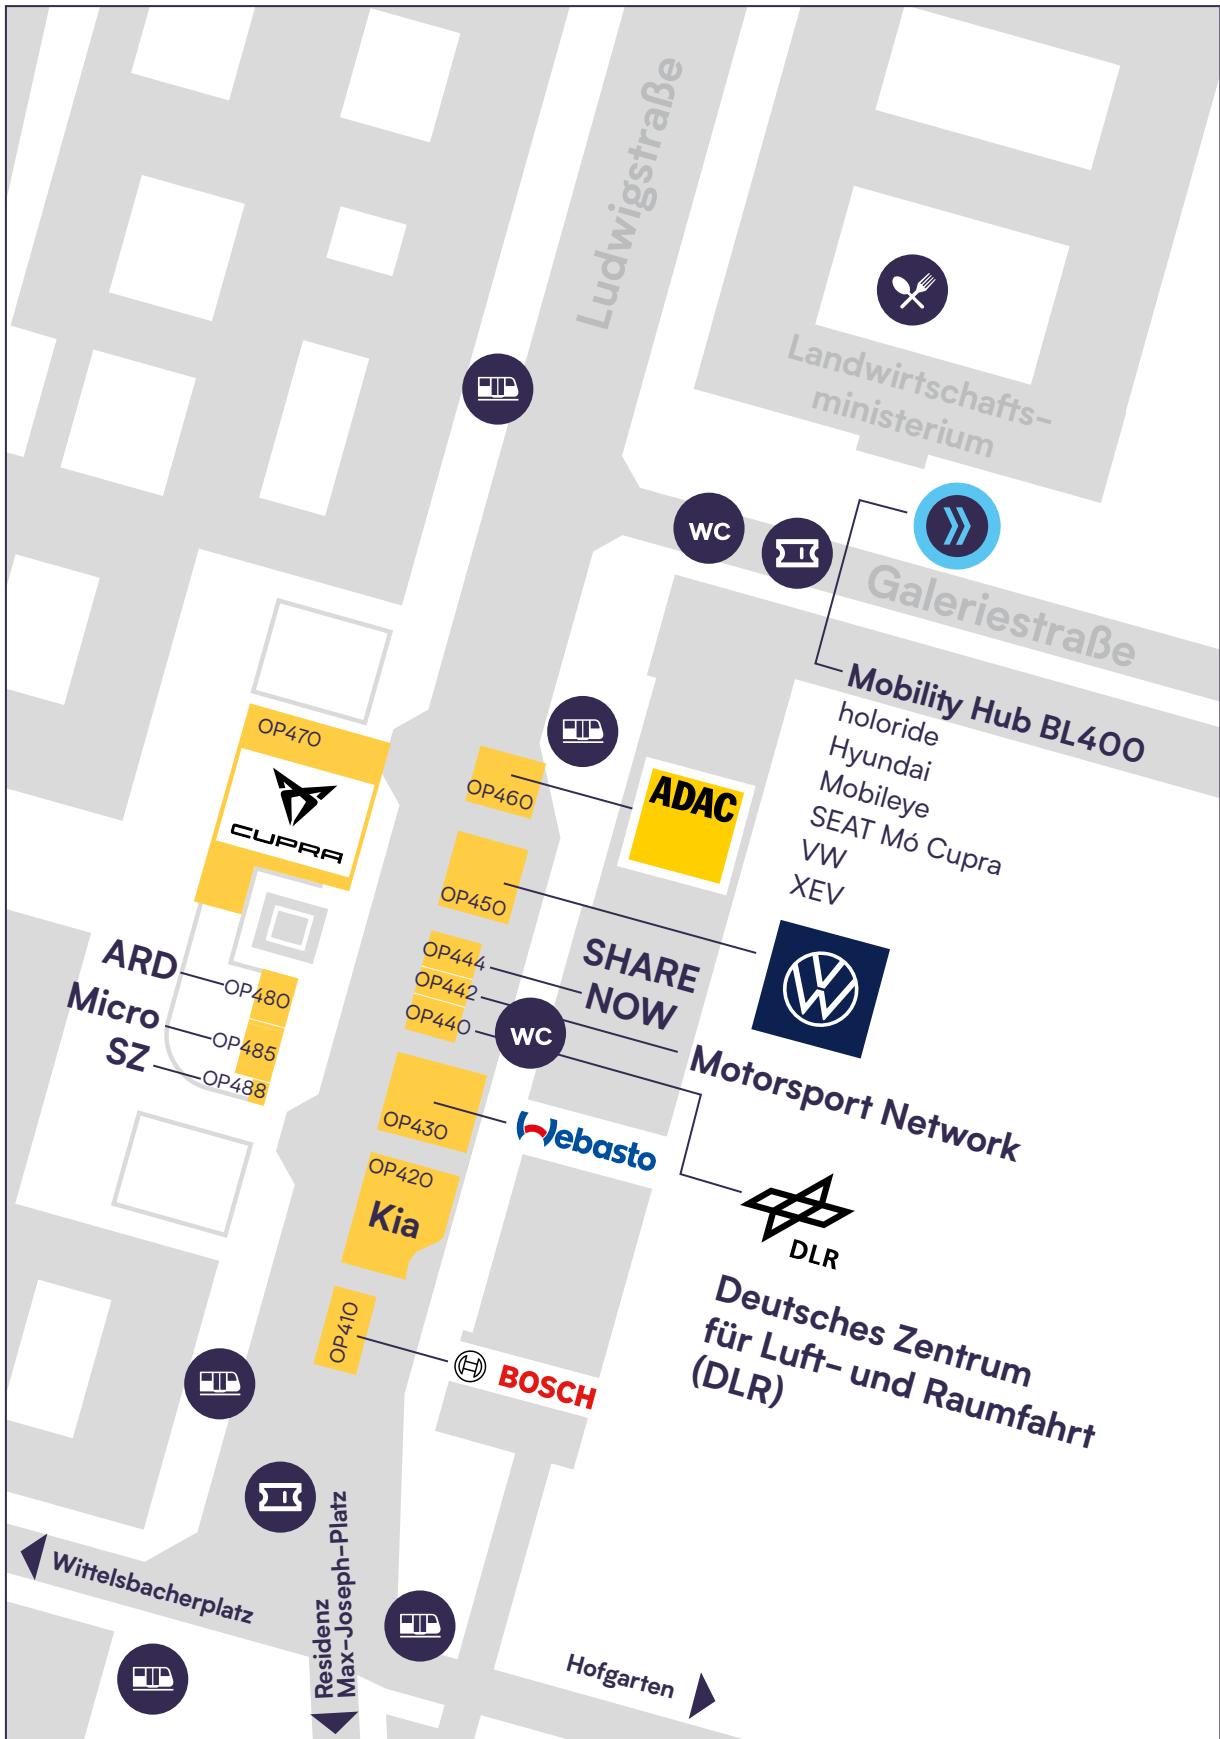 Ludwigstraße
Landwirtschafts-
ministerium
WC
Galeriestraße
Mobility Hub BL400
holoride
Hyundai
Mobileye
SEAT Mó Cupra
VW
XEV
OP470
CUPRA
OP460
ADAC
OP450
OP444
SHARE
NOW
OP442
OP440
WC
Motorsport Network
ARD
OP480
Micro
OP485
SZ
OP488
OP430
Webasto
OP420
Kia
DLR
Deutsches Zentrum
für Luft- und Raumfahrt
(DLR)
OP410
BOSCH
Wittelsbacherplatz
Residenz
Max-Joseph-Platz
Hofgarten